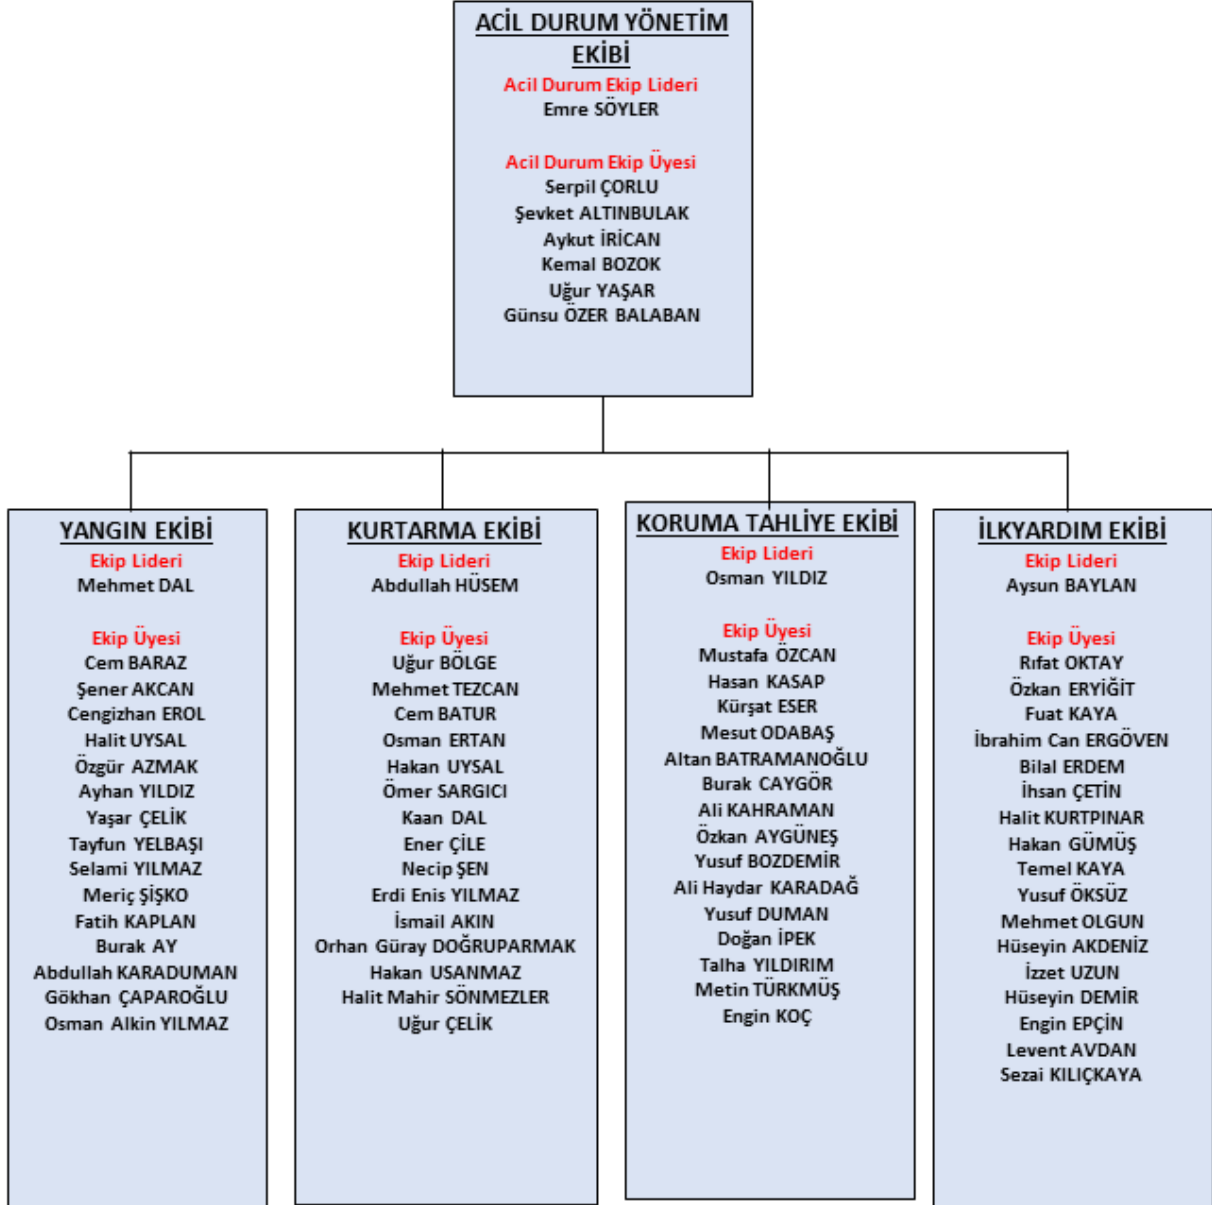 ACİL DURUM YÖNETİM
EKİBİ
Acil Durum Ekip Lideri
Emre SÖYLER
Acil Durum Ekip Üyesi
Serpil ÇORLU
Şevket ALTINBULAK
Aykut İRİCAN
Kemal BOZOK
Uğur YAŞAR
Günsu ÖZER BALABAN
YANGIN EKİBİ
Ekip Lideri
Mehmet DAL
Ekip Üyesi
Cem BARAZ
Şener AKCAN
Cengizhan EROL
Halit UYSAL
Özgür AZMAK
Ayhan YILDIZ
Yaşar ÇELİK
Tayfun YELBAŞI
Selami YILMAZ
Meriç ŞİŞKO
Fatih KAPLAN
Burak AY
Abdullah KARADUMAN
Gökhan ÇAPAROĞLU
Osman Alkin YILMAZ
KURTARMA EKİBİ
Ekip Lideri
Abdullah HÜSEM
Ekip Üyesi
Uğur BÖLGE
Mehmet TEZCAN
Cem BATUR
Osman ERTAN
Hakan UYSAL
Ömer SARGICI
Kaan DAL
Ener ÇİLE
Necip ŞEN
Erdi Enis YILMAZ
İsmail AKIN
Orhan Güray DOĞRUPARMAK
Hakan USANMAZ
Halit Mahir SÖNMEZLER
Uğur ÇELİK
KORUMA TAHLİYE EKİBİ
Ekip Lideri
Osman YILDIZ
Ekip Üyesi
Mustafa ÖZCAN
Hasan KASAP
Kürşat ESER
Mesut ODABAŞ
Altan BATRAMANOĞLU
Burak CAYGÖR
Ali KAHRAMAN
Özkan AYGÜNEŞ
Yusuf BOZDEMİR
Ali Haydar KARADAĞ
Yusuf DUMAN
Doğan İPEK
Talha YILDIRIM
Metin TÜRKMÜŞ
Engin KOÇ
İLKYARDIM EKİBİ
Ekip Lideri
Aysun BAYLAN
Ekip Üyesi
Rıfat OKTAY
Özkan ERYİĞİT
Fuat KAYA
İbrahim Can ERGÖVEN
Bilal ERDEM
İhsan ÇETİN
Halit KURTPINAR
Hakan GÜMÜŞ
Temel KAYA
Yusuf ÖKSÜZ
Mehmet OLGUN
Hüseyin AKDENİZ
İzzet UZUN
Hüseyin DEMİR
Engin EPÇİN
Levent AVDAN
Sezai KILIÇKAYA